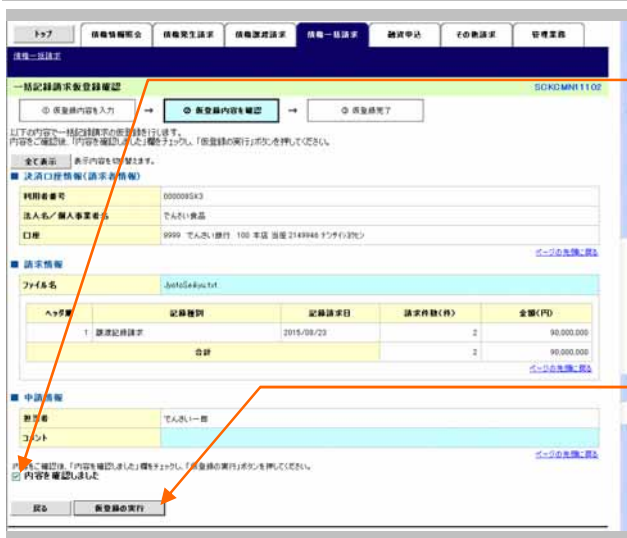 トップ 債権情報照会 債権発生請求 債権譲渡請求 債権一括請求 融資申込 その他請求 管理業務
債権一括請求
一括記録請求仮登録確認 SCKCMN11102
① 仮登録内容を入力 → ② 仮登録内容を確認 → ③ 仮登録完了
以下の内容で一括記録請求の仮登録を行います。
内容をご確認後、「内容を確認しました」欄をチェックし、「仮登録の実行」ボタンを押してください。
全て表示 表示内容を切り替えます。
■ 決済口座情報(請求者情報)
利用者番号 000008SK3
法人名/個人事業者名 でんさい食品
口座 9999 でんさい銀行 100 本店 当座 2149946
ページの先頭に戻る
■ 請求情報
ファイル名 JyotoSeikyu.txt
記録種別 記録請求日 請求件数(件) 金額(円)
1 譲渡記録請求 2015/08/23 2 90,000,000
合計 2 90,000,000
ページの先頭に戻る
■ 申請情報
担当者 でんさい一郎
コメント
ページの先頭に戻る
内容をご確認後、「内容を確認しました」欄をチェックし、「仮登録の実行」ボタンを押してください。
内容を確認しました
戻る 仮登録の実行